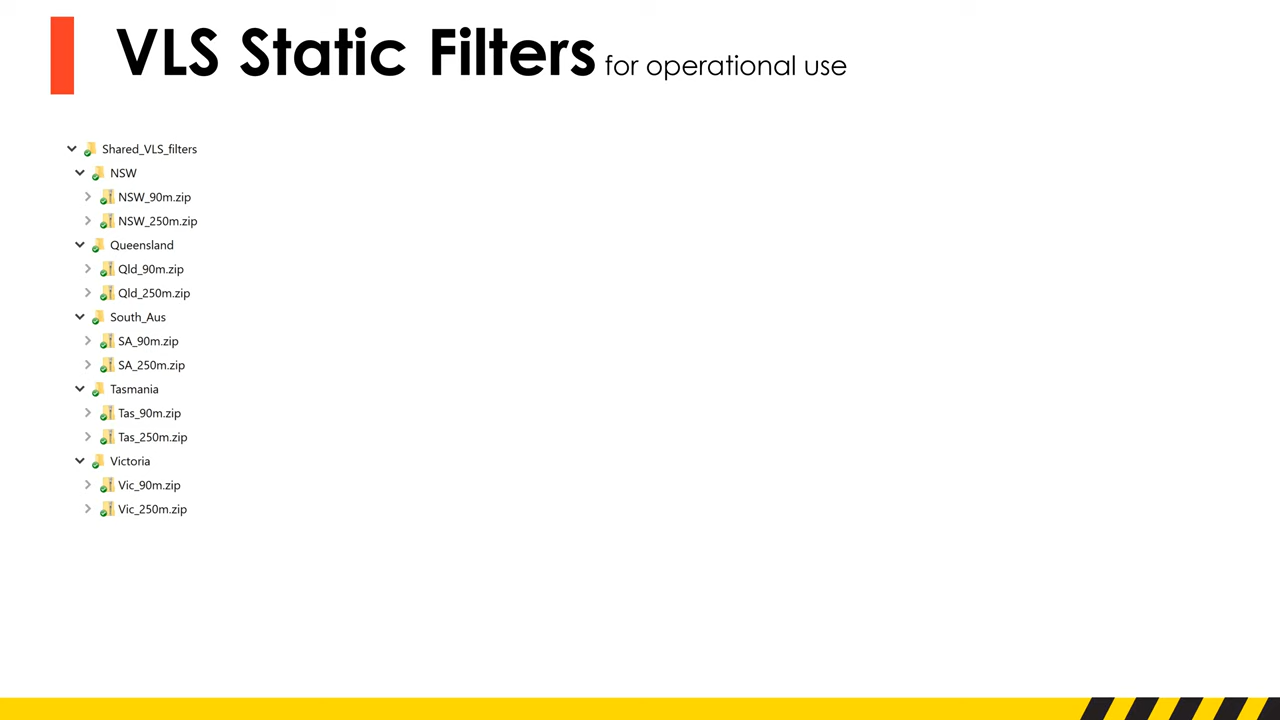 VLS Static Filters for operational use
Shared_VLS_filters
NSW
NSW_90m.zip
NSW_250m.zip
Queensland
Qld_90m.zip
Qld_250m.zip
South_Aus
SA_90m.zip
SA_250m.zip
Tasmania
Tas_90m.zip
Tas_250m.zip
Victoria
Vic_90m.zip
Vic_250m.zip